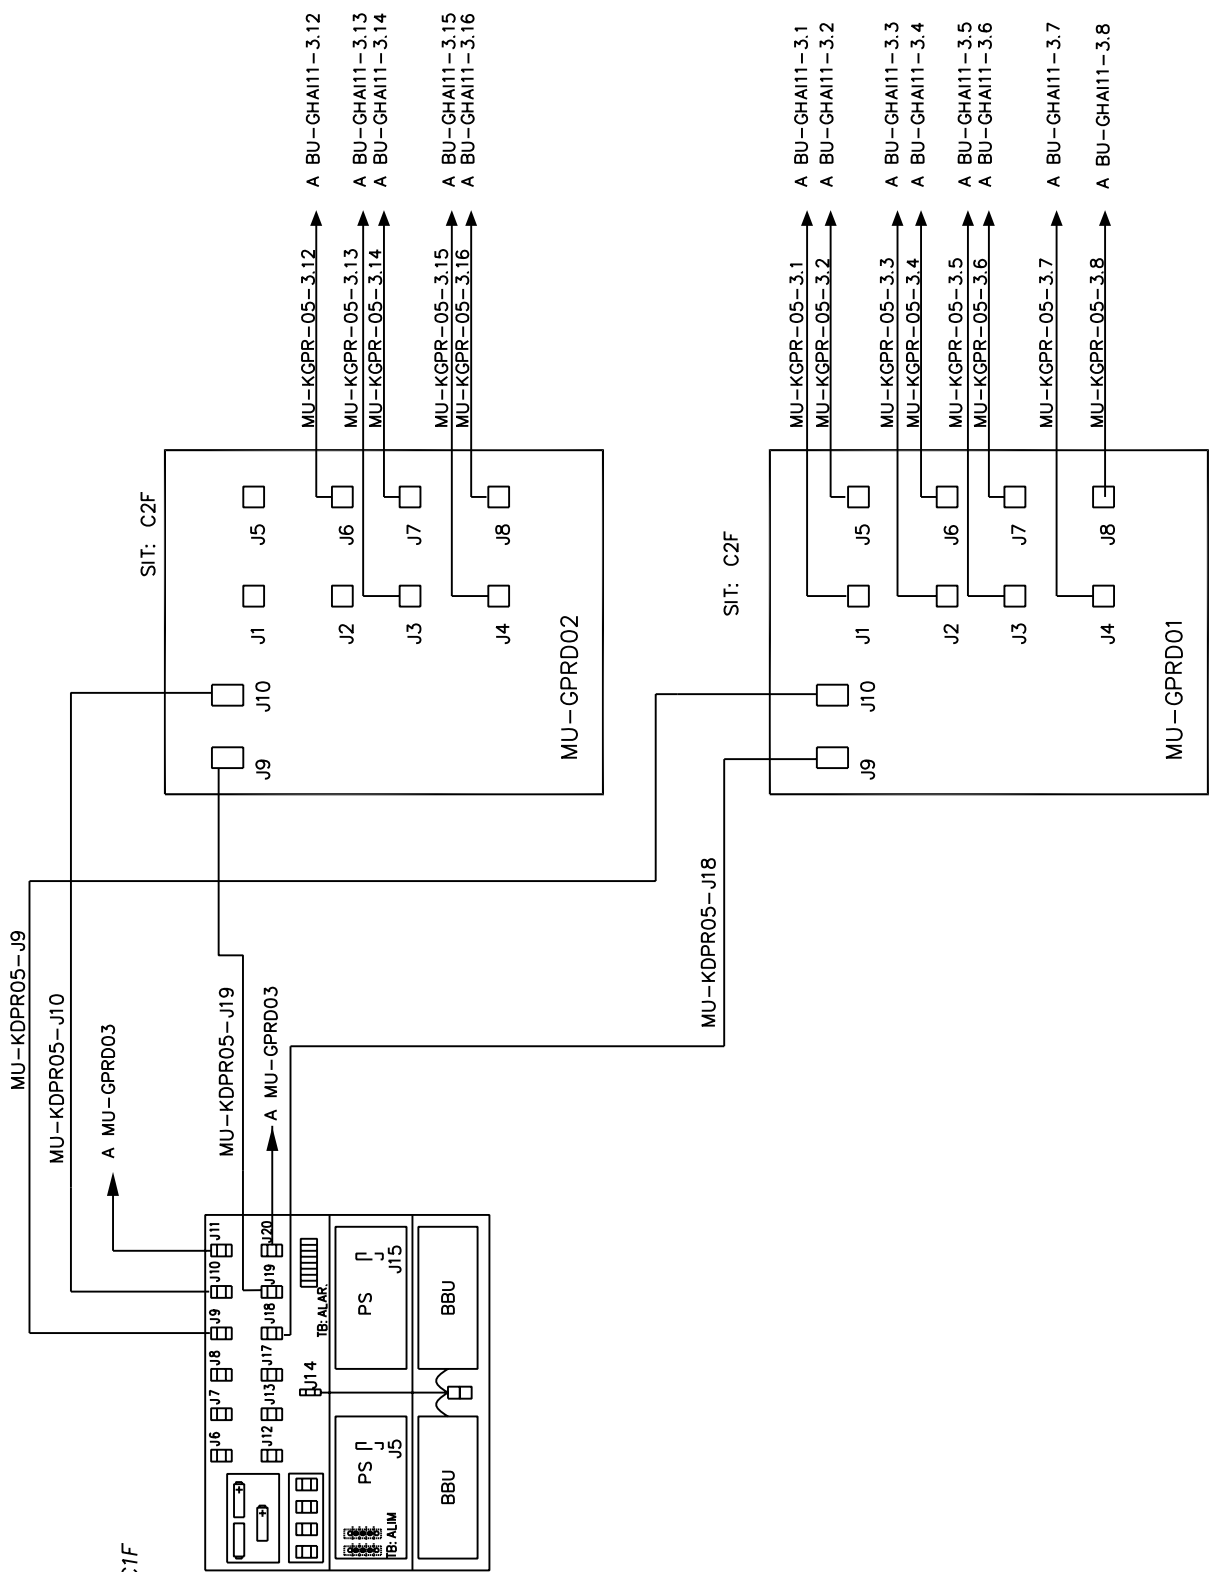 A BU-GHAI11-3.12
A BU-GHAI11-3.13
A BU-GHAI11-3.14
A BU-GHAI11-3.15
A BU-GHAI11-3.16
A BU-GHAI11-3.1
A BU-GHAI11-3.2
A BU-GHAI11-3.3
A BU-GHAI11-3.4
A BU-GHAI11-3.5
A BU-GHAI11-3.6
A BU-GHAI11-3.7
A BU-GHAI11-3.8
MU-KGPR-05-3.12
MU-KGPR-05-3.13
MU-KGPR-05-3.14
MU-KGPR-05-3.15
MU-KGPR-05-3.16
MU-KGPR-05-3.1
MU-KGPR-05-3.2
MU-KGPR-05-3.3
MU-KGPR-05-3.4
MU-KGPR-05-3.5
MU-KGPR-05-3.6
MU-KGPR-05-3.7
MU-KGPR-05-3.8
SIT: C2F
J5
J6
J7
J8
J1
J2
J3
J4
J10
J9
MU-GPRD02
SIT: C2F
J5
J6
J7
J8
J1
J2
J3
J4
J10
J9
MU-GPRD01
MU-KDPR05-J9
MU-KDPR05-J10
A MU-GPRD03
MU-KDPR05-J19
A MU-GPRD03
MU-KDPR05-J18
J11
J10
J9
J8
J7
J6
J20
J19
J18
J17
J13
J12
TB: ALAR.
J14
PS
J15
BBU
PS
J5
TB: ALIM
BBU
+
+
C1F